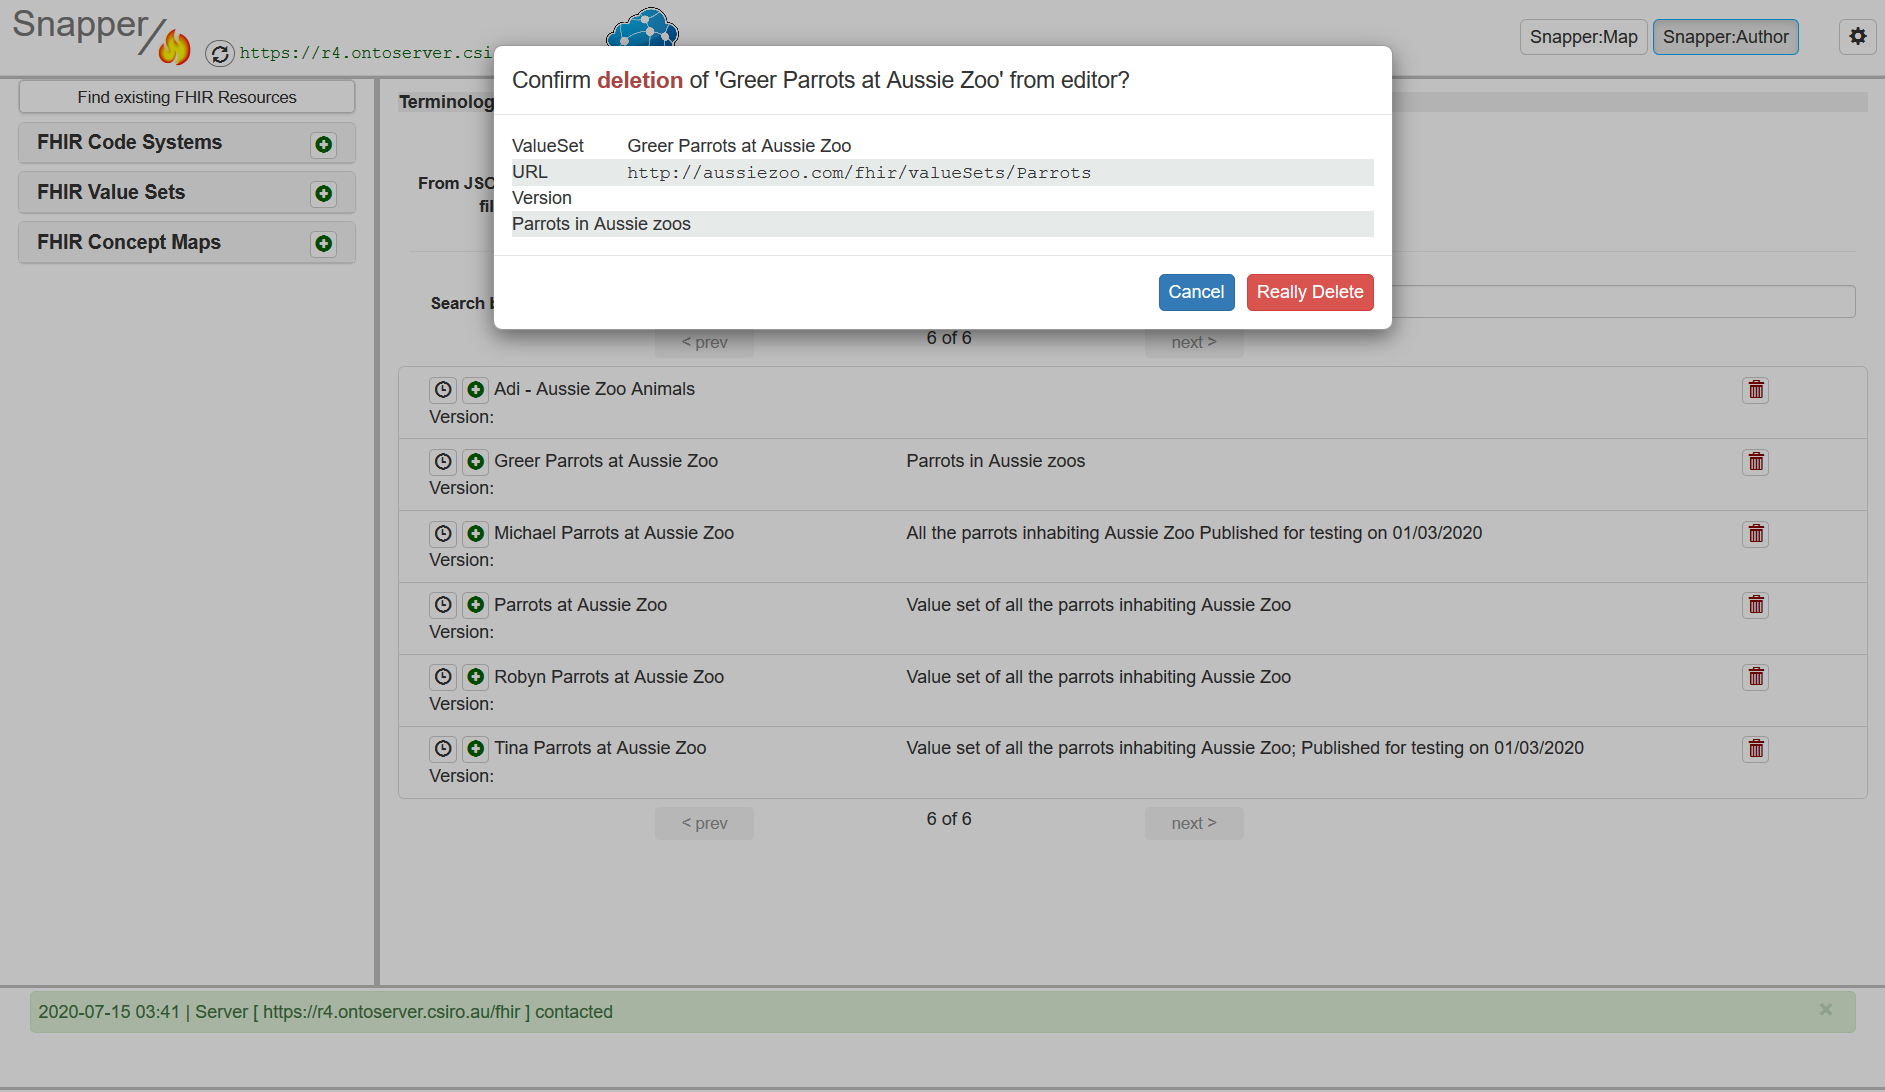 Snapper
https://r4.ontoserver.csi
Snapper:Map
Snapper:Author
Find existing FHIR Resources
FHIR Code Systems
FHIR Value Sets
FHIR Concept Maps
Confirm deletion of 'Greer Parrots at Aussie Zoo' from editor?
ValueSet Greer Parrots at Aussie Zoo
URL http://aussiezoo.com/fhir/valueSets/Parrots
Version
Parrots in Aussie zoos
Cancel
Really Delete
Terminolog
From JSO
fil
Search b
< prev
6 of 6
next >
Adi - Aussie Zoo Animals
Version:
Greer Parrots at Aussie Zoo Parrots in Aussie zoos
Version:
Michael Parrots at Aussie Zoo All the parrots inhabiting Aussie Zoo Published for testing on 01/03/2020
Version:
Parrots at Aussie Zoo Value set of all the parrots inhabiting Aussie Zoo
Version:
Robyn Parrots at Aussie Zoo Value set of all the parrots inhabiting Aussie Zoo
Version:
Tina Parrots at Aussie Zoo Value set of all the parrots inhabiting Aussie Zoo; Published for testing on 01/03/2020
Version:
< prev
6 of 6
next >
2020-07-15 03:41 | Server [ https://r4.ontoserver.csiro.au/fhir ] contacted